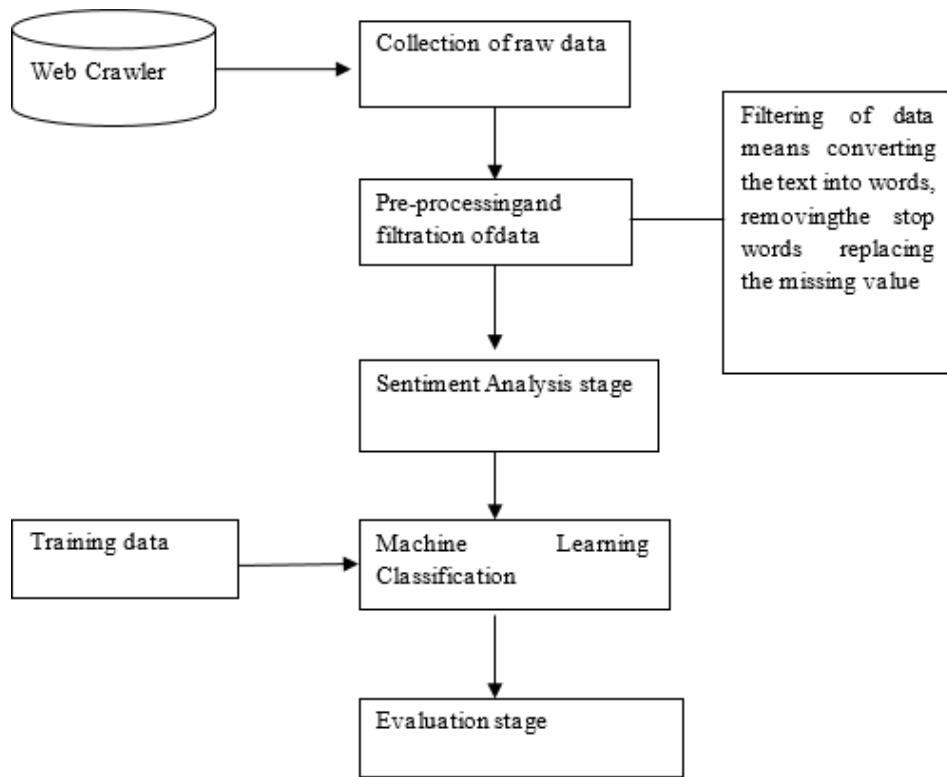 Web Crawler
Collection of raw data
Pre-processingand
filtration ofdata
Filtering of data
means converting
the text into words,
removingthe stop
words replacing
the missing value
Sentiment Analysis stage
Training data
Machine Learning
Classification
Evaluation stage